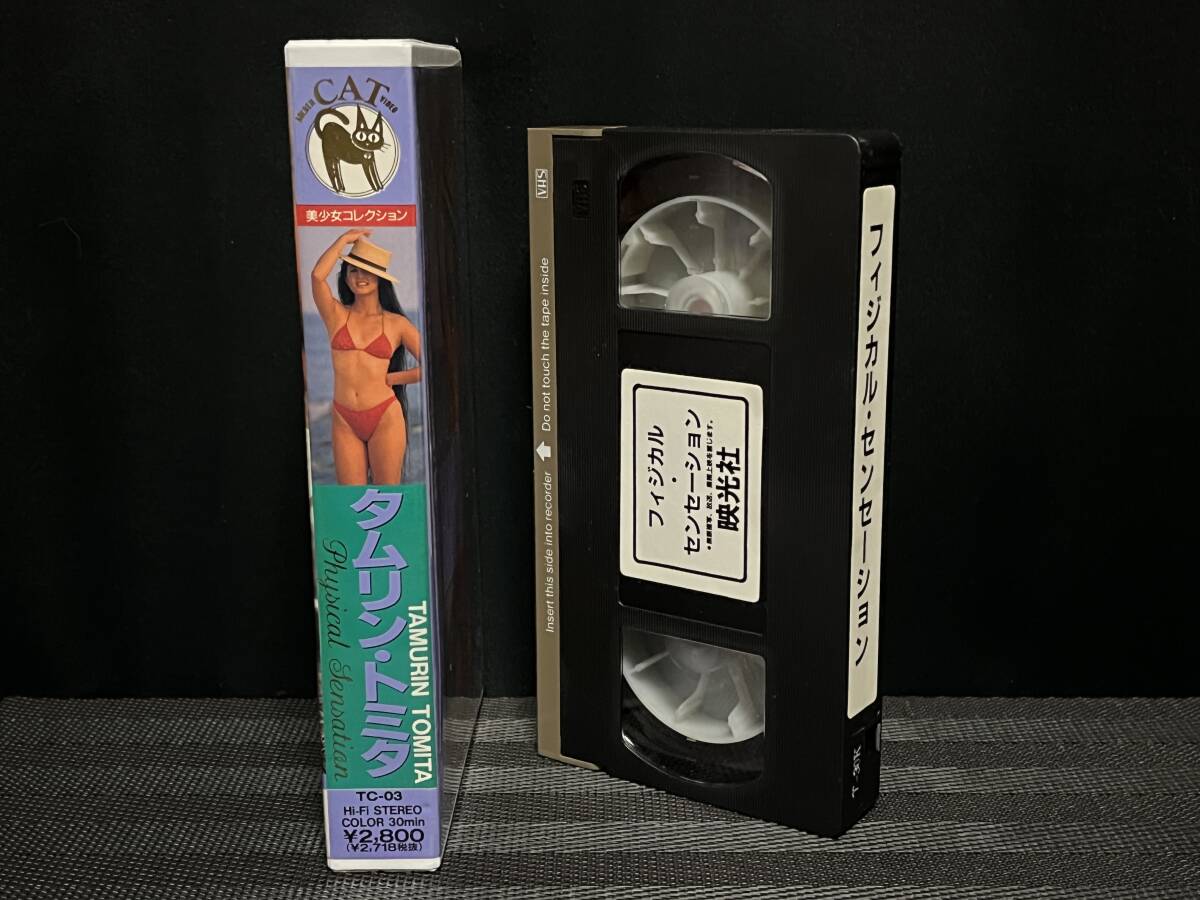 CAT
VIDEO
美少女コレクション
タムリン・トミタ
TAMURIN TOMITA
Physical Sensation
TC-03
Hi-Fi STEREO
COLOR 30min
¥2,800
(¥2,718税抜)
VHS
Insert this side into recorder
Do not touch the tape inside
VHS
フィジカル
・
センセーション
映光社
フィジカル・センセーション
T-30K